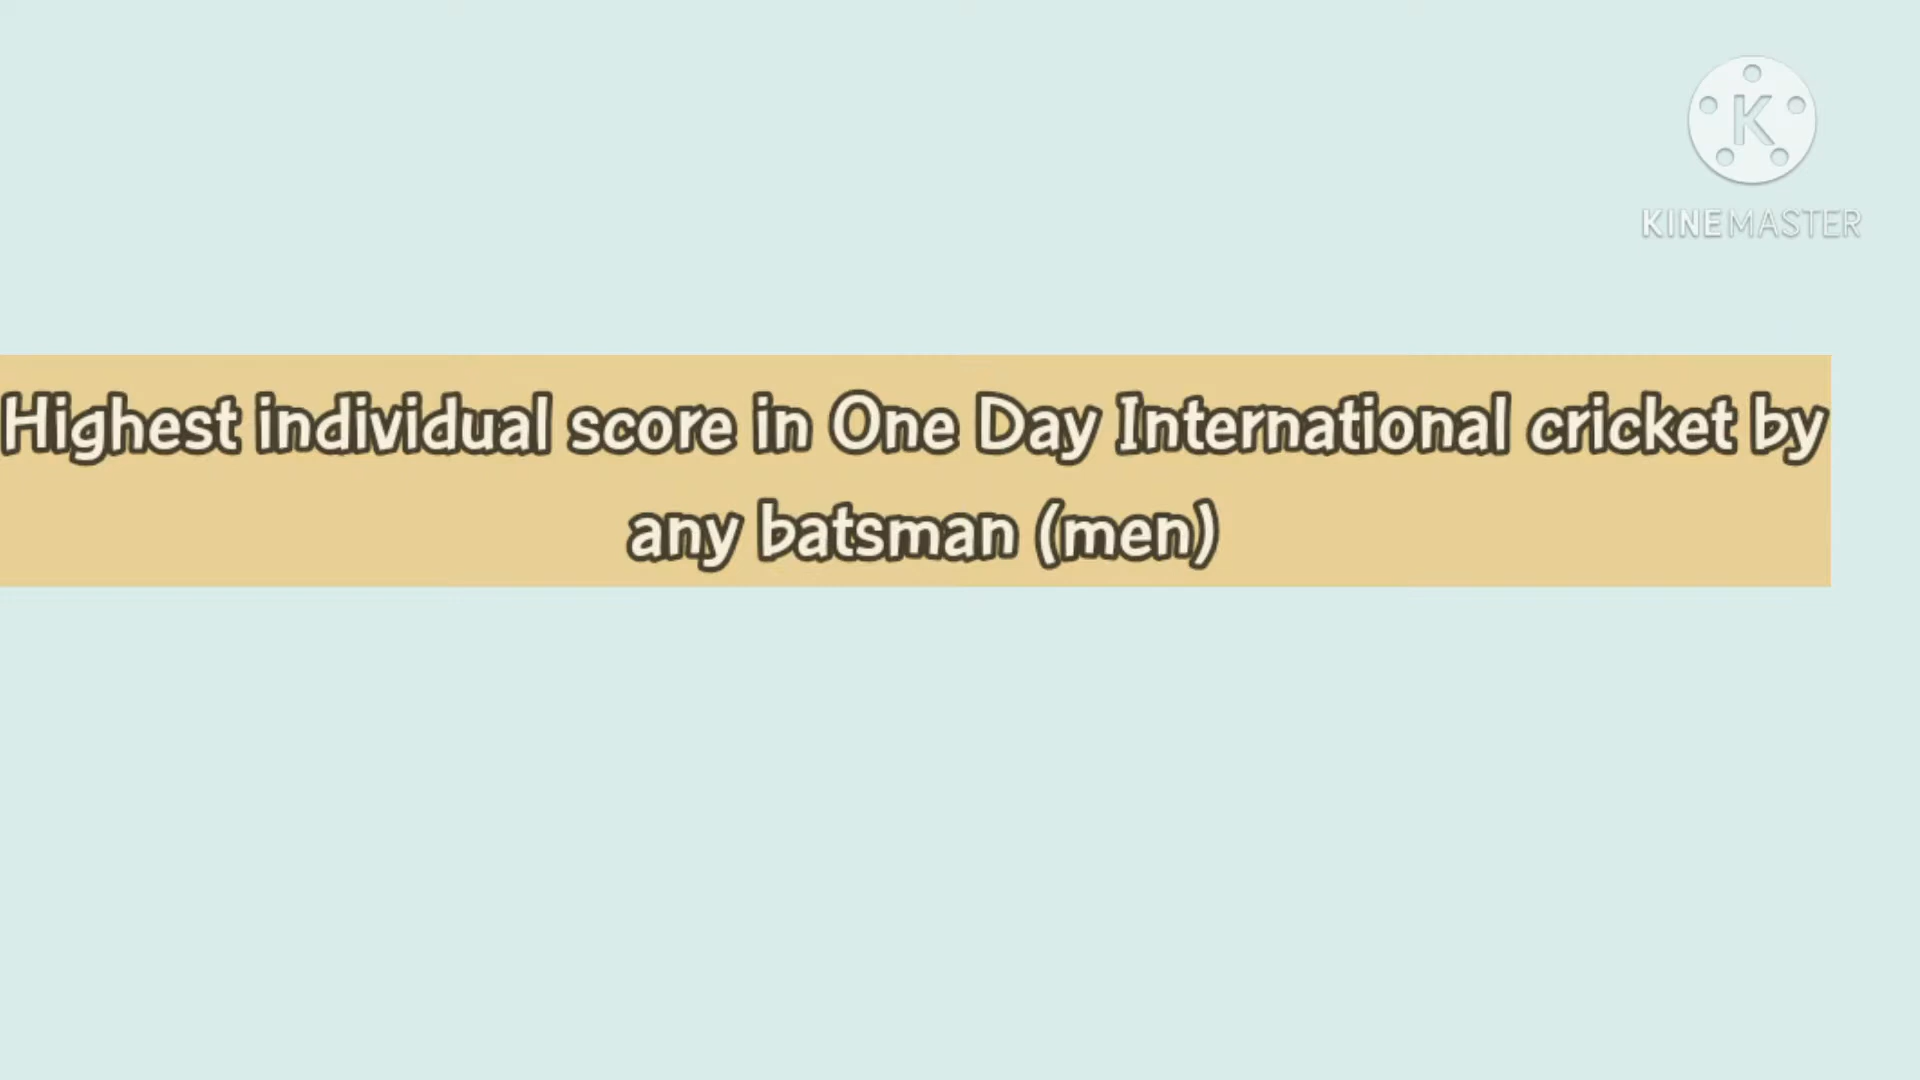 K
KINEMASTER
Highest individual score in One Day International cricket by
any batsman (men)